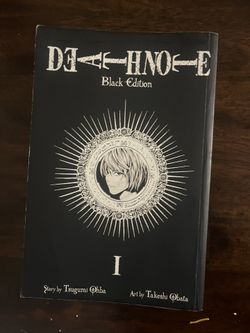 DEATH NOTE
Black Edition
I
Story by Tsugumi Ohba Art by Takeshi Obata